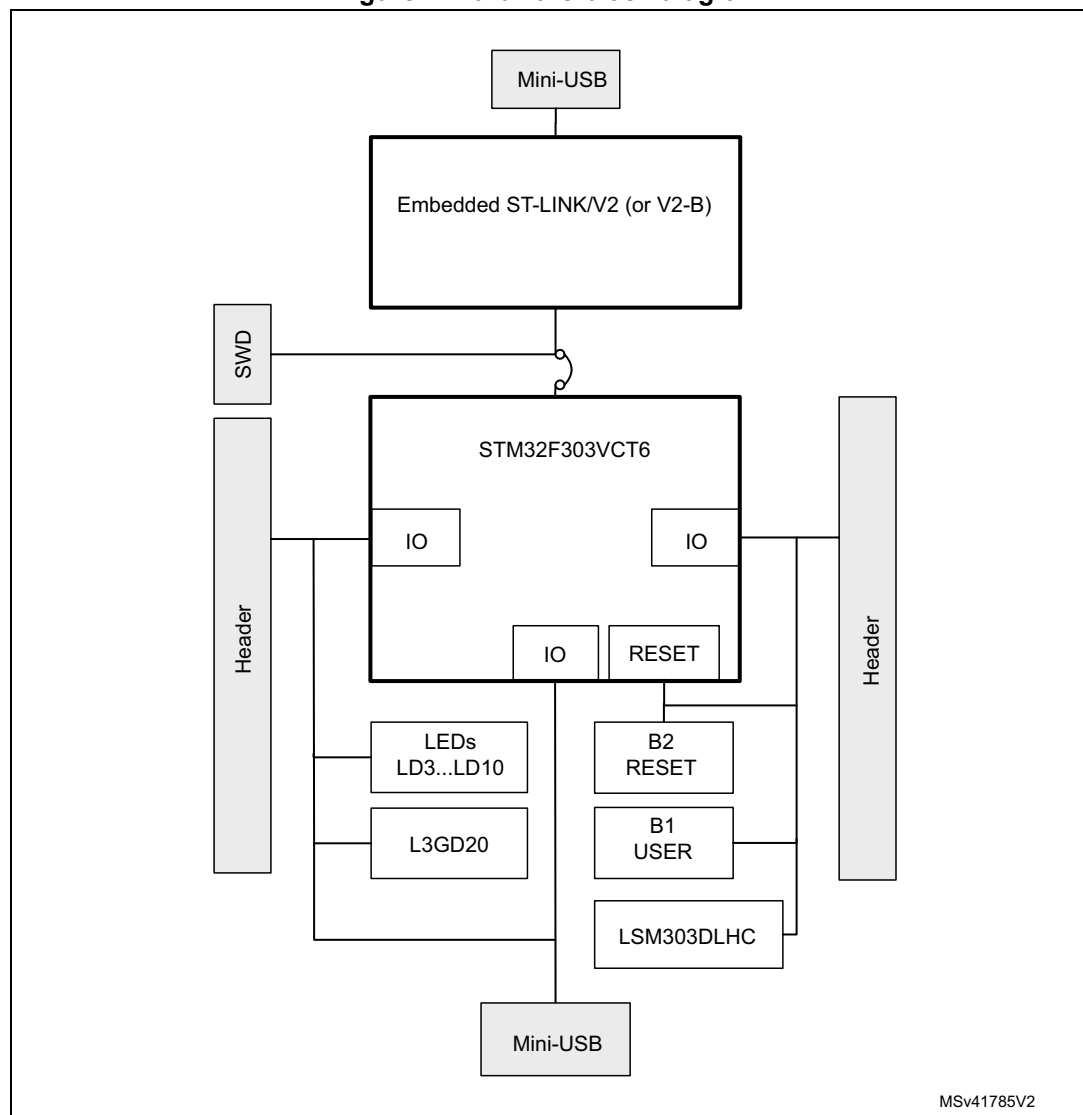 Mini-USB
Embedded ST-LINK/V2 (or V2-B)
SWD
STM32F303VCT6
IO
IO
Header
Header
IO
RESET
LEDs
LD3...LD10
B2
RESET
L3GD20
B1
USER
LSM303DLHC
Mini-USB
MSv41785V2